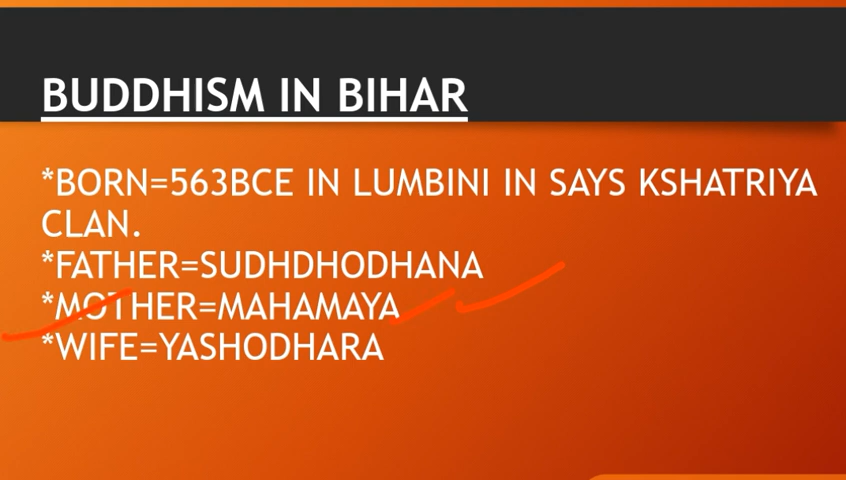 BUDDHISM IN BIHAR
*BORN=563BCE IN LUMBINI IN SAYS KSHATRIYA
CLAN.
*FATHER=SUDHDHODHANA
*MOTHER=MAHAMAYA
*WIFE=YASHODHARA